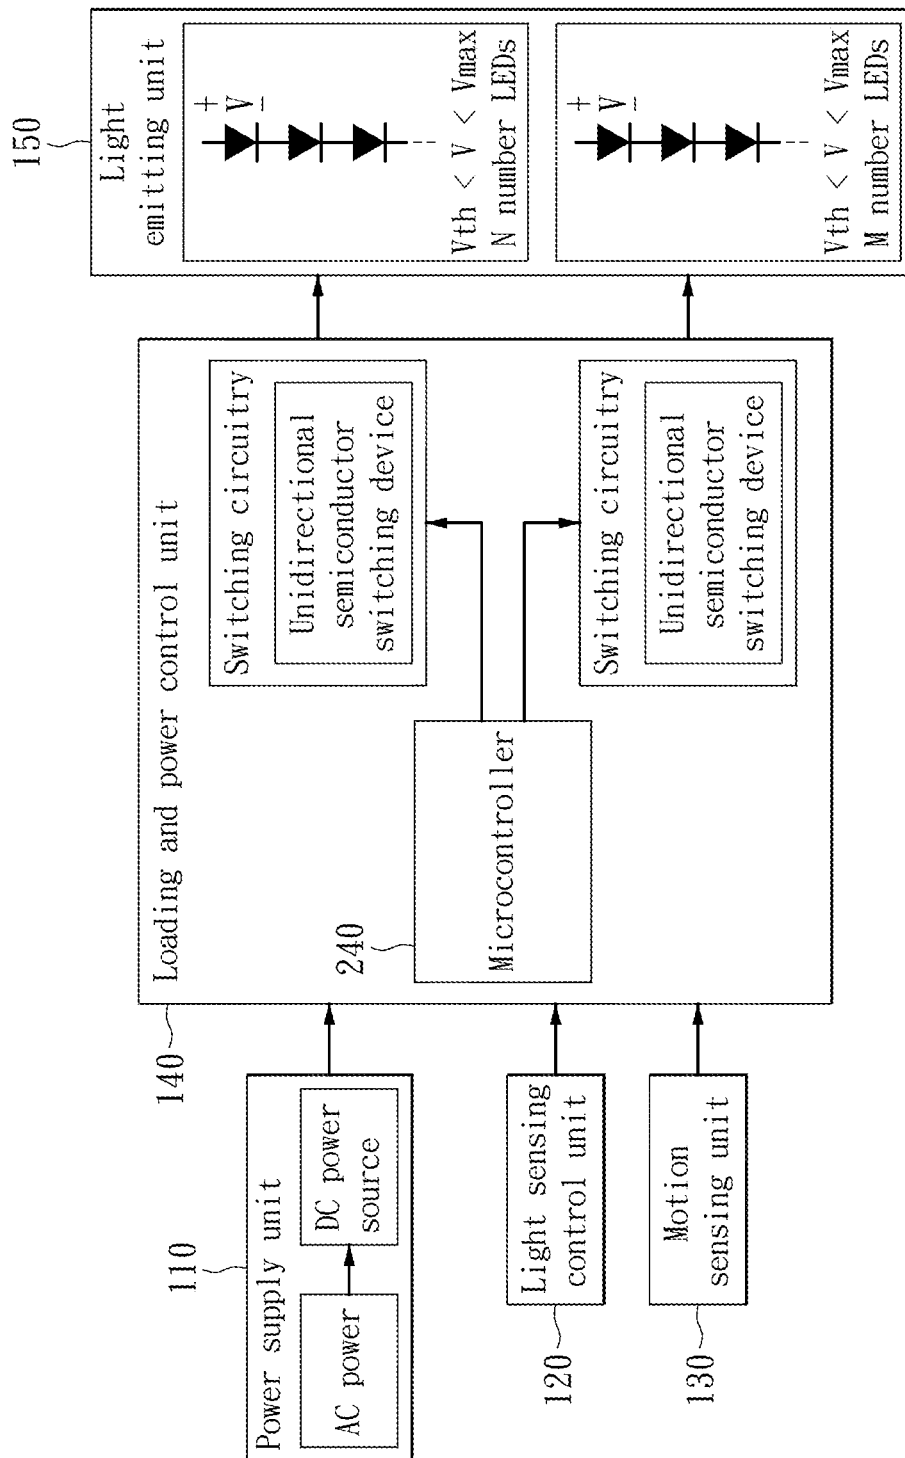 110
Power supply unit
AC power
DC power
source
120
Light sensing
control unit
130
Motion
sensing unit
140
Loading and power control unit
240
Microcontroller
Switching circuitry
Unidirectional
semiconductor
switching device
Switching circuitry
Unidirectional
semiconductor
switching device
150
Light
emitting unit
+
V
−
Vth < V < Vmax
N number LEDs
+
V
−
Vth < V < Vmax
M number LEDs